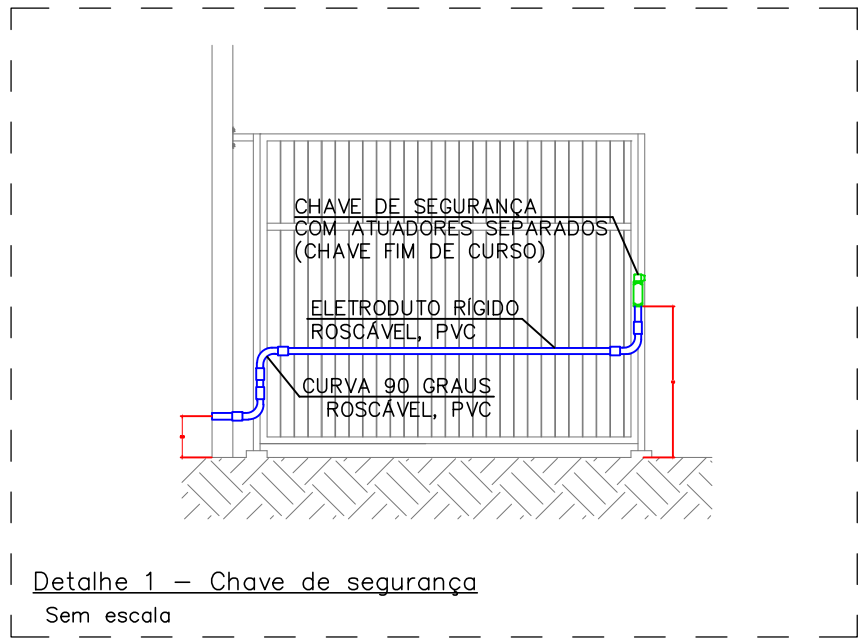 CHAVE DE SEGURANÇA
COM ATUADORES SEPARADOS
(CHAVE FIM DE CURSO)
ELETRODUTO RÍGIDO
ROSCÁVEL, PVC
CURVA 90 GRAUS
ROSCÁVEL, PVC
Detalhe 1 – Chave de segurança
Sem escala